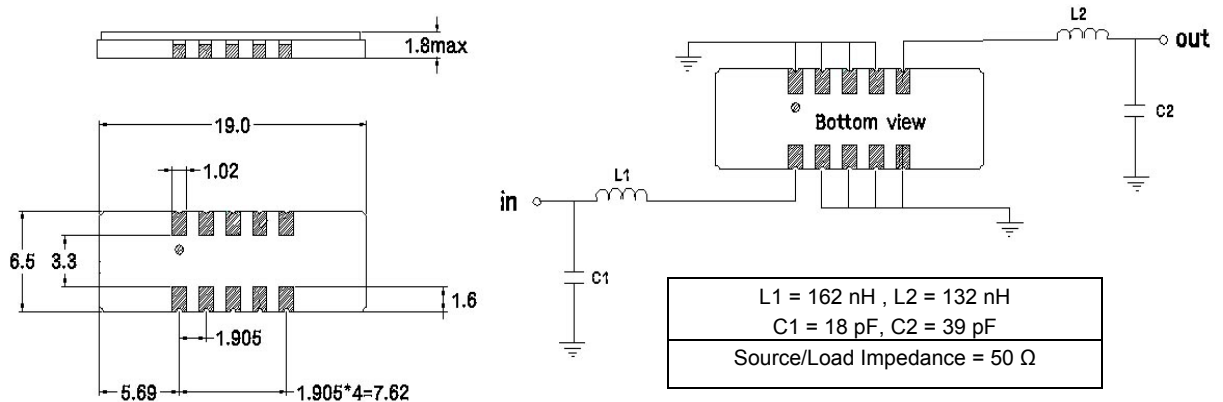 1.8max
19.0
1.02
6.5
3.3
1.6
1.905
5.69
1.905*4=7.62
L2
out
C2
Bottom view
L1
in
C1
L1 = 162 nH , L2 = 132 nH
C1 = 18 pF, C2 = 39 pF
Source/Load Impedance = 50 Ω